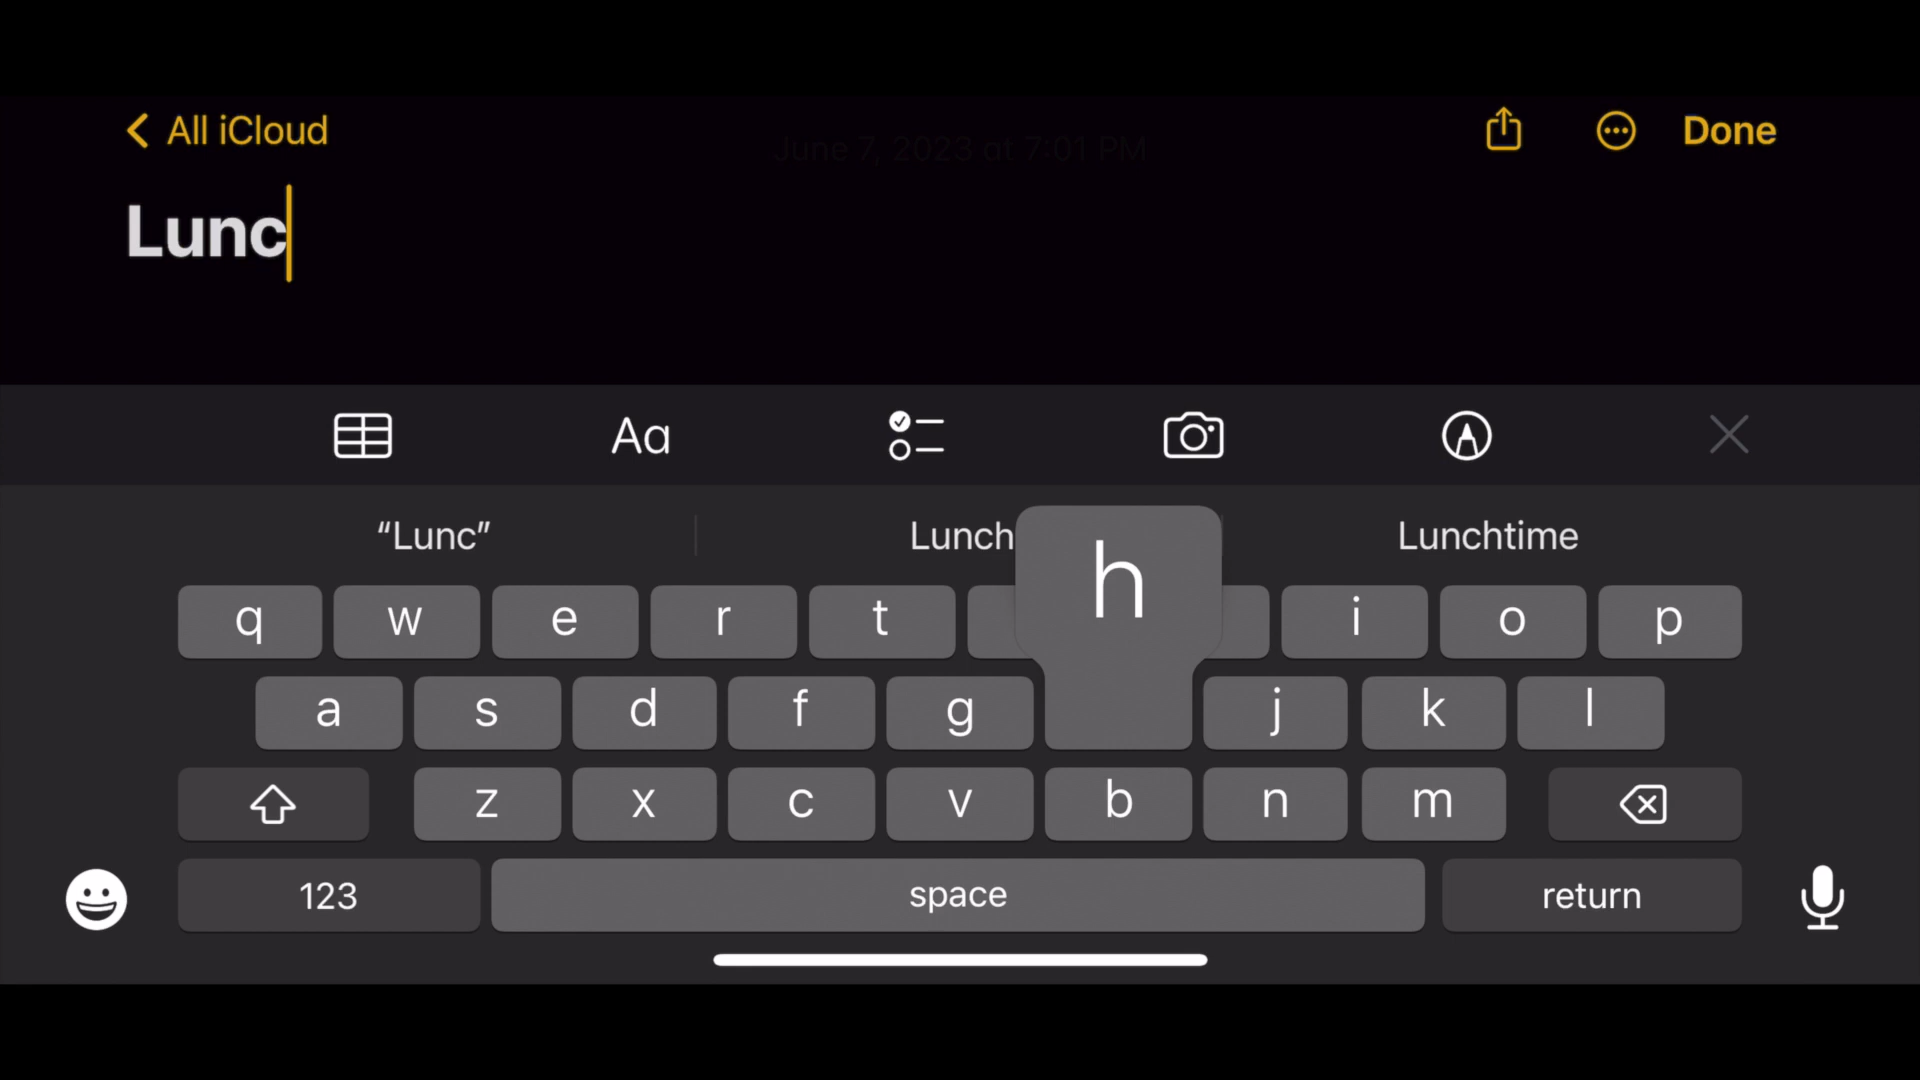 All iCloud
June 7, 2023 at 7:01 PM
Done
Lunc
Aa
“Lunc” Lunch Lunchtime
h
q w e r t i o p
a s d f g j k l
z x c v b n m
123 space return